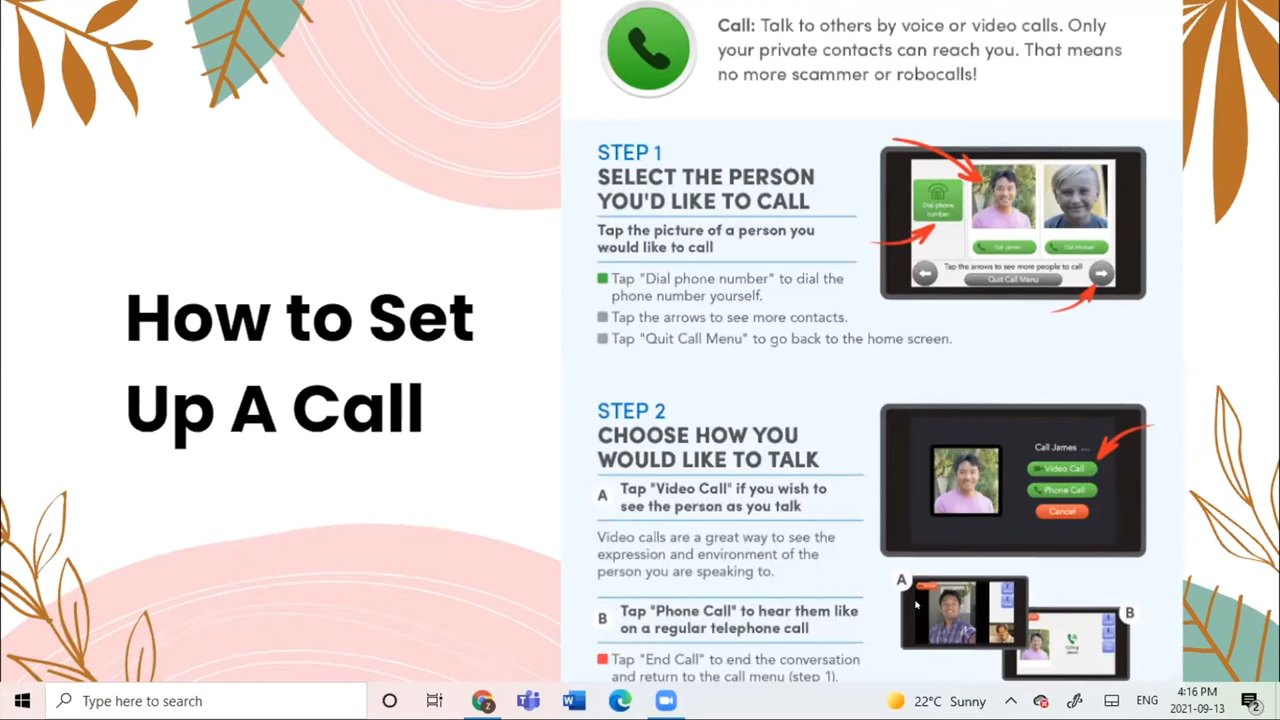 Call: Talk to others by voice or video calls. Only
your private contacts can reach you. That means
no more scammer or robocalls!
How to Set
Up A Call
STEP 1
SELECT THE PERSON
YOU'D LIKE TO CALL
Tap the picture of a person you
would like to call
Tap "Dial phone number" to dial the
phone number yourself.
Tap the arrows to see more contacts.
Tap "Quit Call Menu" to go back to the home screen.
Dial phone
number
Call James
Call Michael
Tap the arrows to see more people to call
Quit Call Menu
STEP 2
CHOOSE HOW YOU
WOULD LIKE TO TALK
A Tap "Video Call" if you wish to
see the person as you talk
Video calls are a great way to see the
expression and environment of the
person you are speaking to.
B Tap "Phone Call" to hear them like
on a regular telephone call
Tap "End Call" to end the conversation
and return to the call menu (step 1).
Call James ...
Video Call
Phone Call
Cancel
A
B
Type here to search
22°C Sunny
ENG
4:16 PM
2021-09-13
2